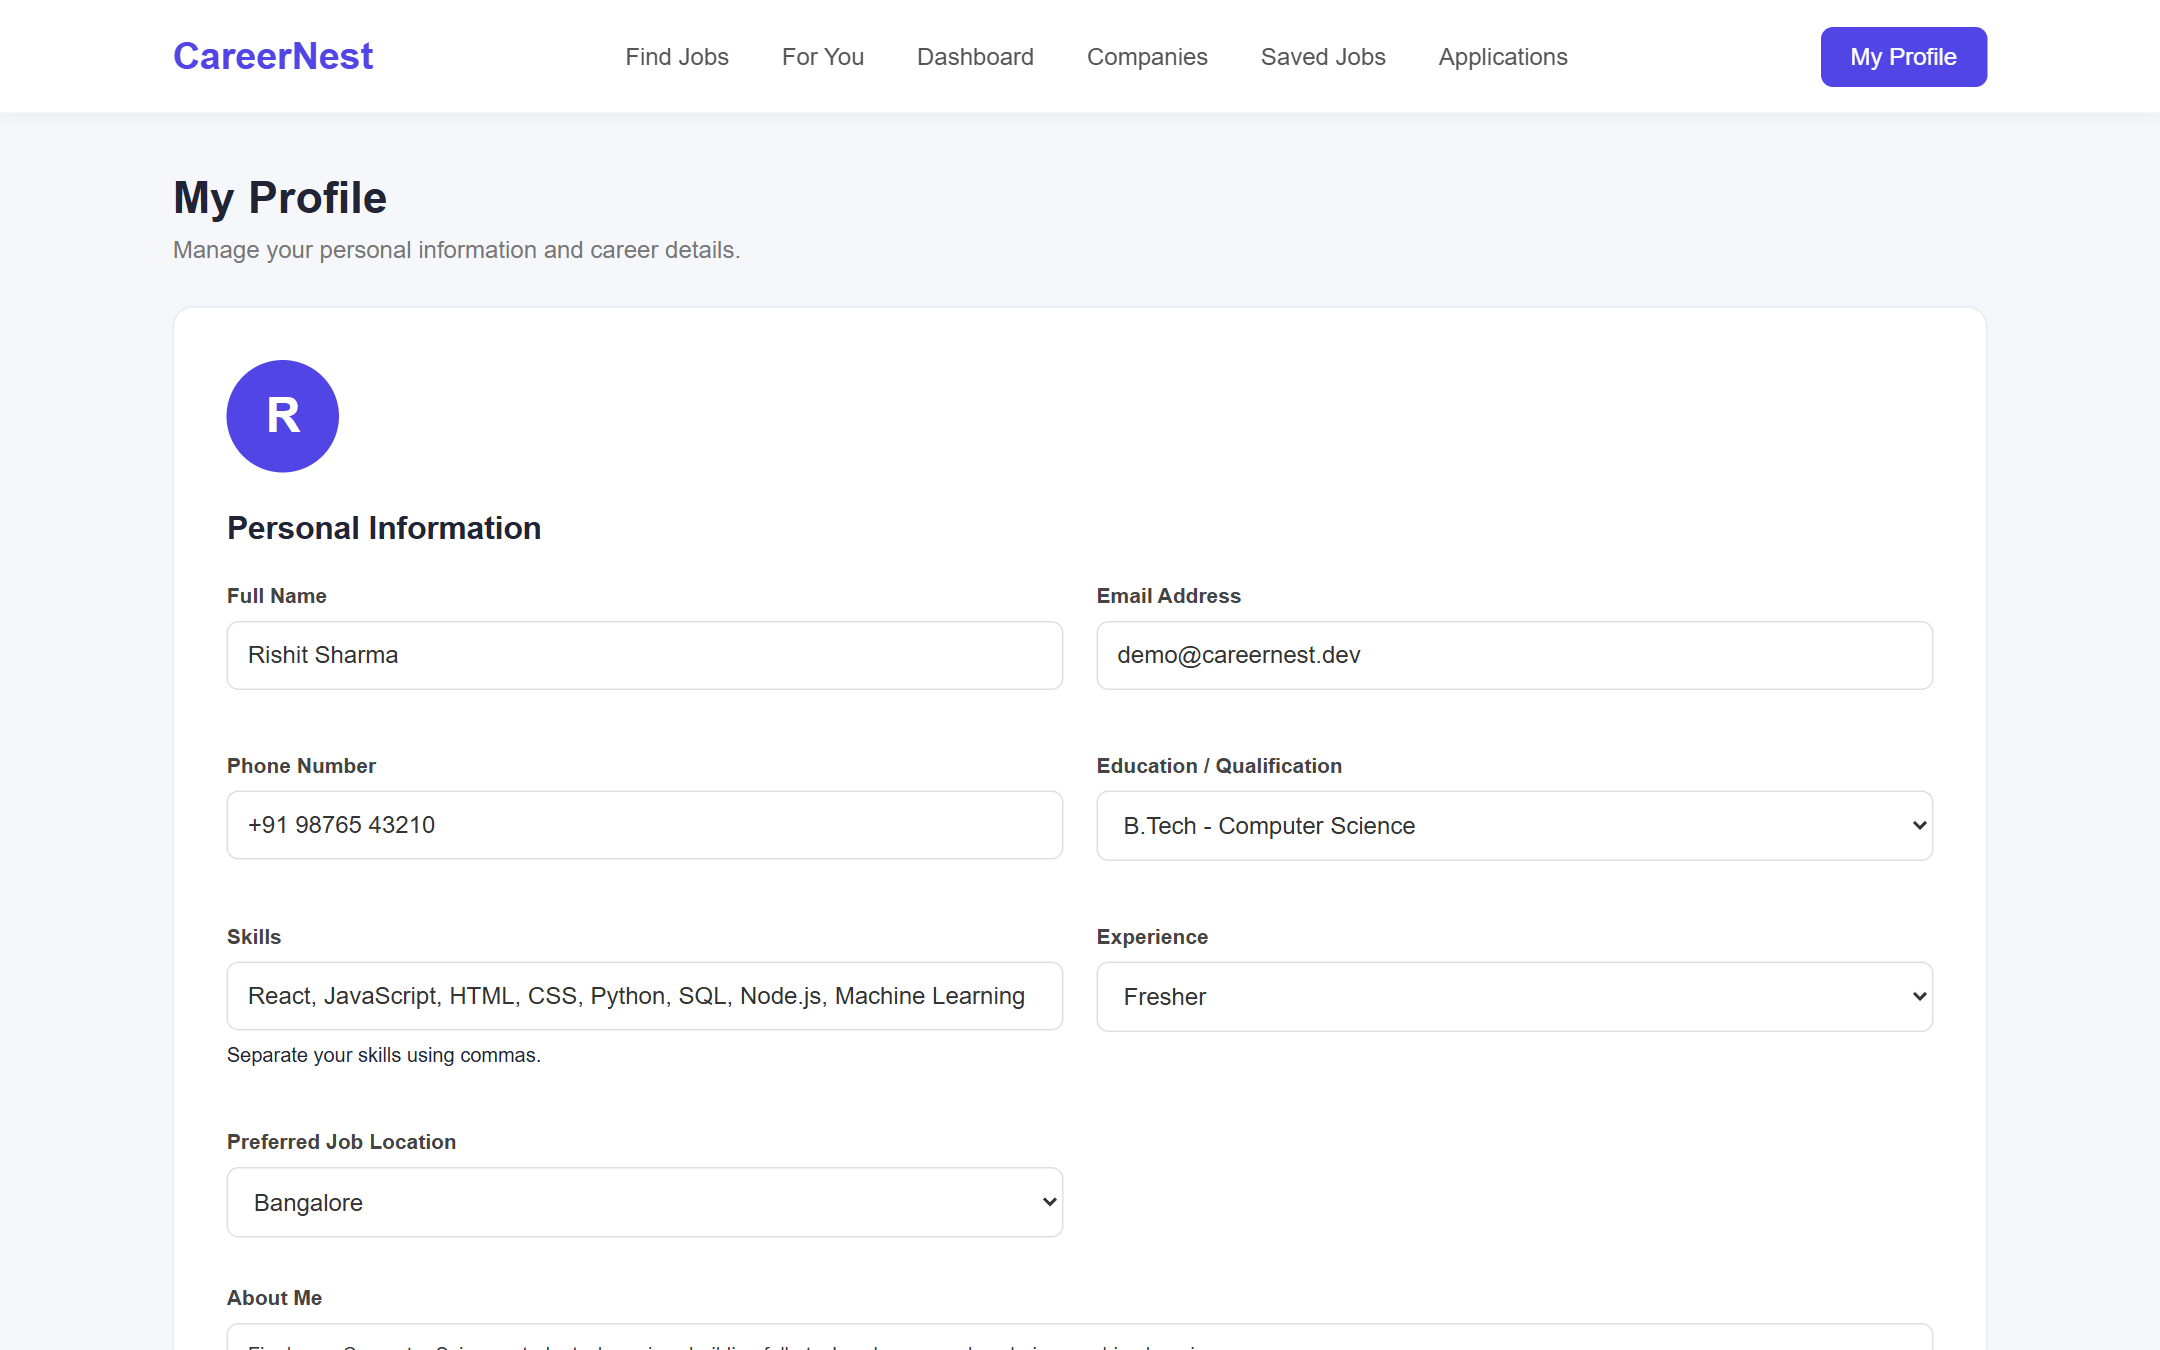 CareerNest
Find Jobs
For You
Dashboard
Companies
Saved Jobs
Applications
My Profile
My Profile
Manage your personal information and career details.
R
Personal Information
Full Name
Rishit Sharma
Email Address
demo@careernest.dev
Phone Number
+91 98765 43210
Education / Qualification
B.Tech - Computer Science
Skills
React, JavaScript, HTML, CSS, Python, SQL, Node.js, Machine Learning
Separate your skills using commas.
Experience
Fresher
Preferred Job Location
Bangalore
About Me